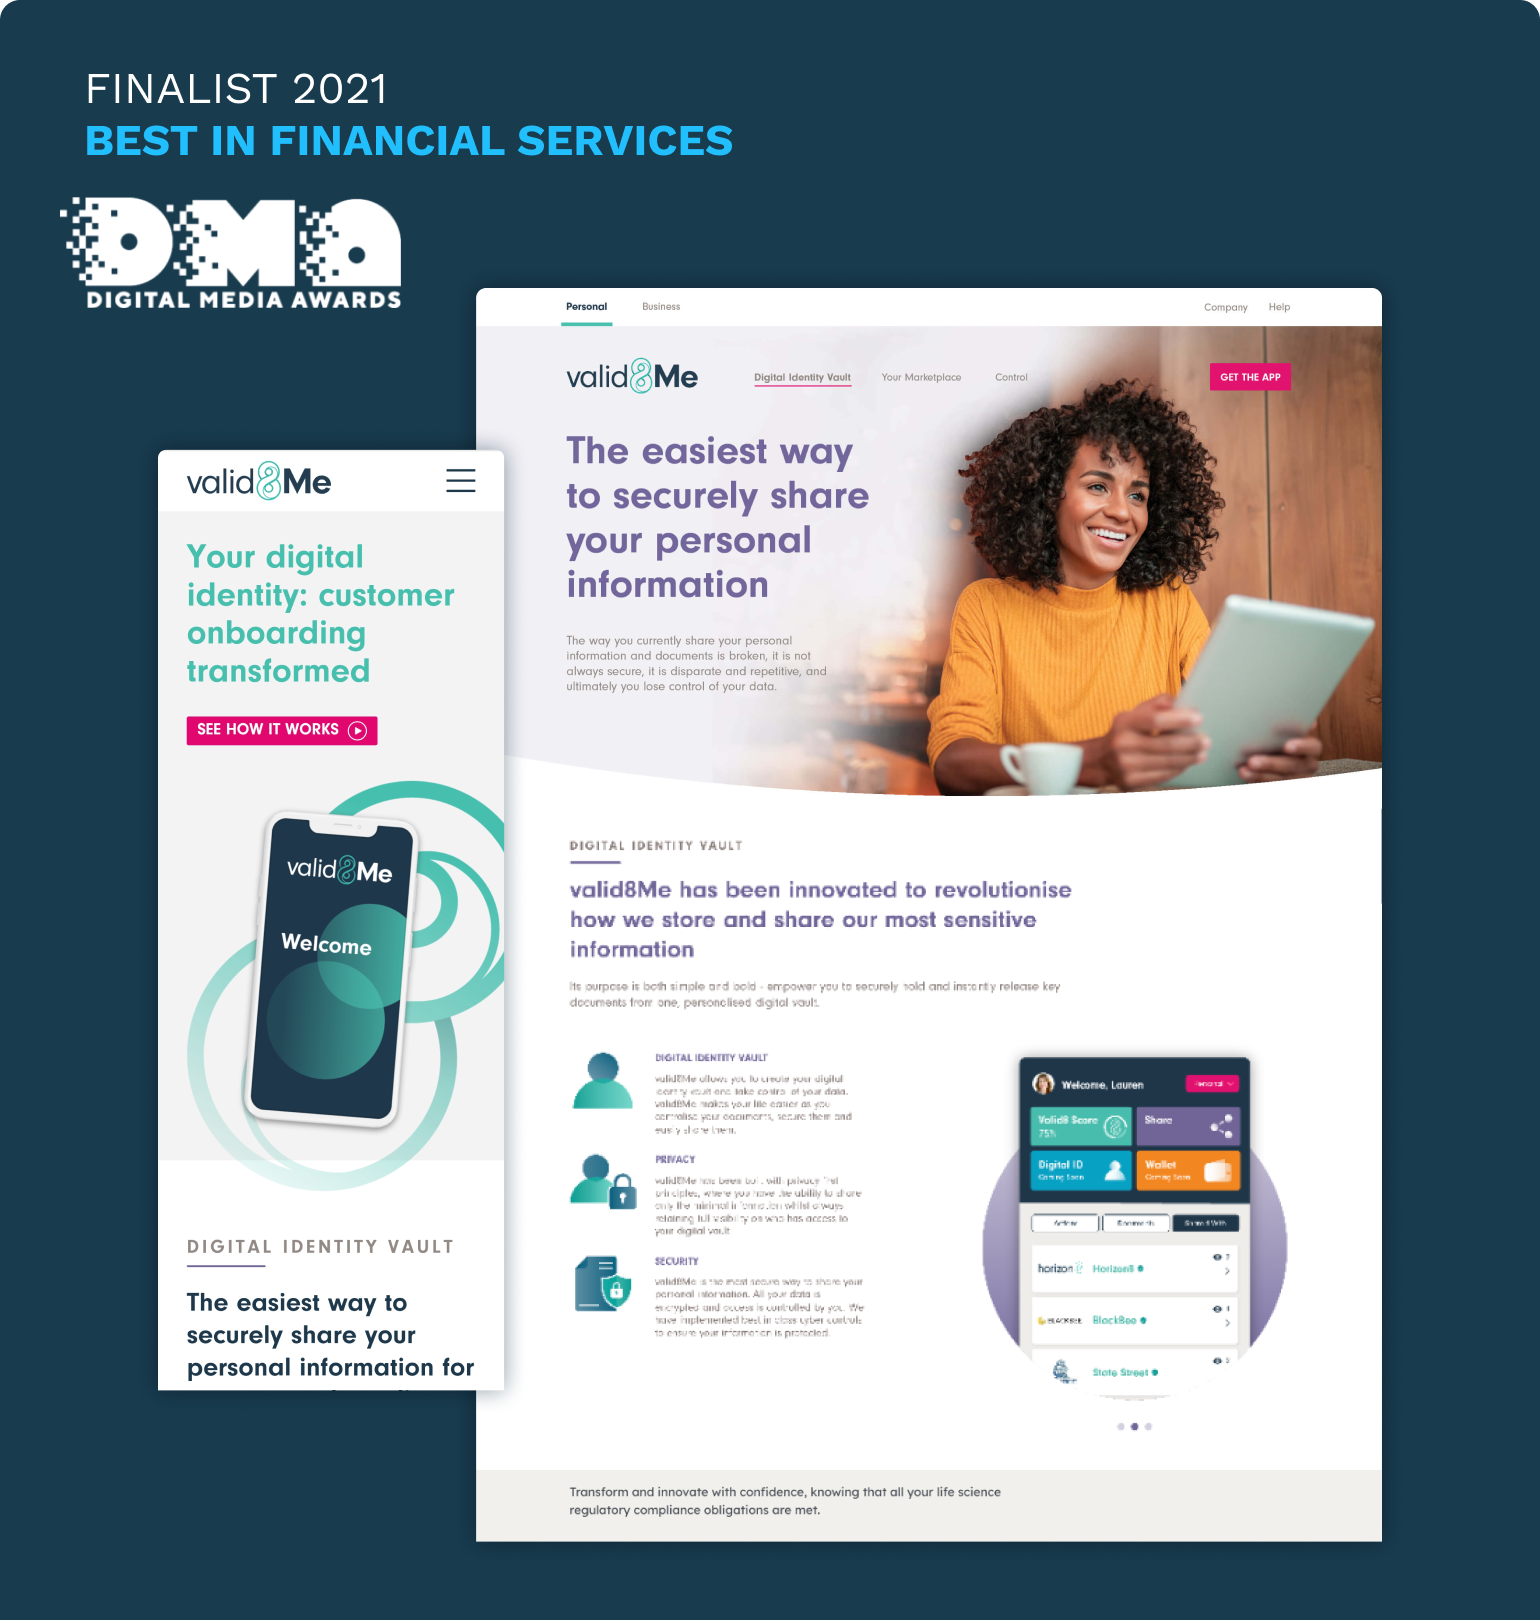 FINALIST 2021
BEST IN FINANCIAL SERVICES
DMA
DIGITAL MEDIA AWARDS
Personal
Business
Company
Help
valid8Me
Digital Identity Vault
Your Marketplace
Control
GET THE APP
The easiest way
to securely share
your personal
information
The way you currently share your personal
information and documents is broken, it is not
always secure, it is disparate and repetitive, and
ultimately you lose control of your data.
valid8Me
Your digital
identity: customer
onboarding
transformed
SEE HOW IT WORKS
valid8Me
Welcome
DIGITAL IDENTITY VAULT
The easiest way to
securely share your
personal information for
DIGITAL IDENTITY VAULT
valid8Me has been innovated to revolutionise
how we store and share our most sensitive
information
Its purpose is both simple and bold - empower you to securely hold and instantly release key
documents from one, personalised digital vault.
DIGITAL IDENTITY VAULT
valid8Me allows you to create your digital
identity vault and take control of your data.
valid8Me makes your life easier as you
centralise your documents, secure them and
easily share them.
PRIVACY
valid8Me has been built with privacy first
principles, where you have the ability to share
only the minimal information whilst always
retaining full visibility on who has access to
your digital vault
SECURITY
valid8Me is the most secure way to share your
personal information. All your data is
encrypted and access is controlled by you. We
have implemented best in class cyber controls
to ensure your information is protected.
Welcome, Lauren
Personal
Valid8 Score
75%
Share
Digital ID
Coming Soon
Wallet
Coming Soon
Actions
Documents
Shared With
horizon
Horizon8
BLACKBEE
BlackBee
State Street
Transform and innovate with confidence, knowing that all your life science
regulatory compliance obligations are met.